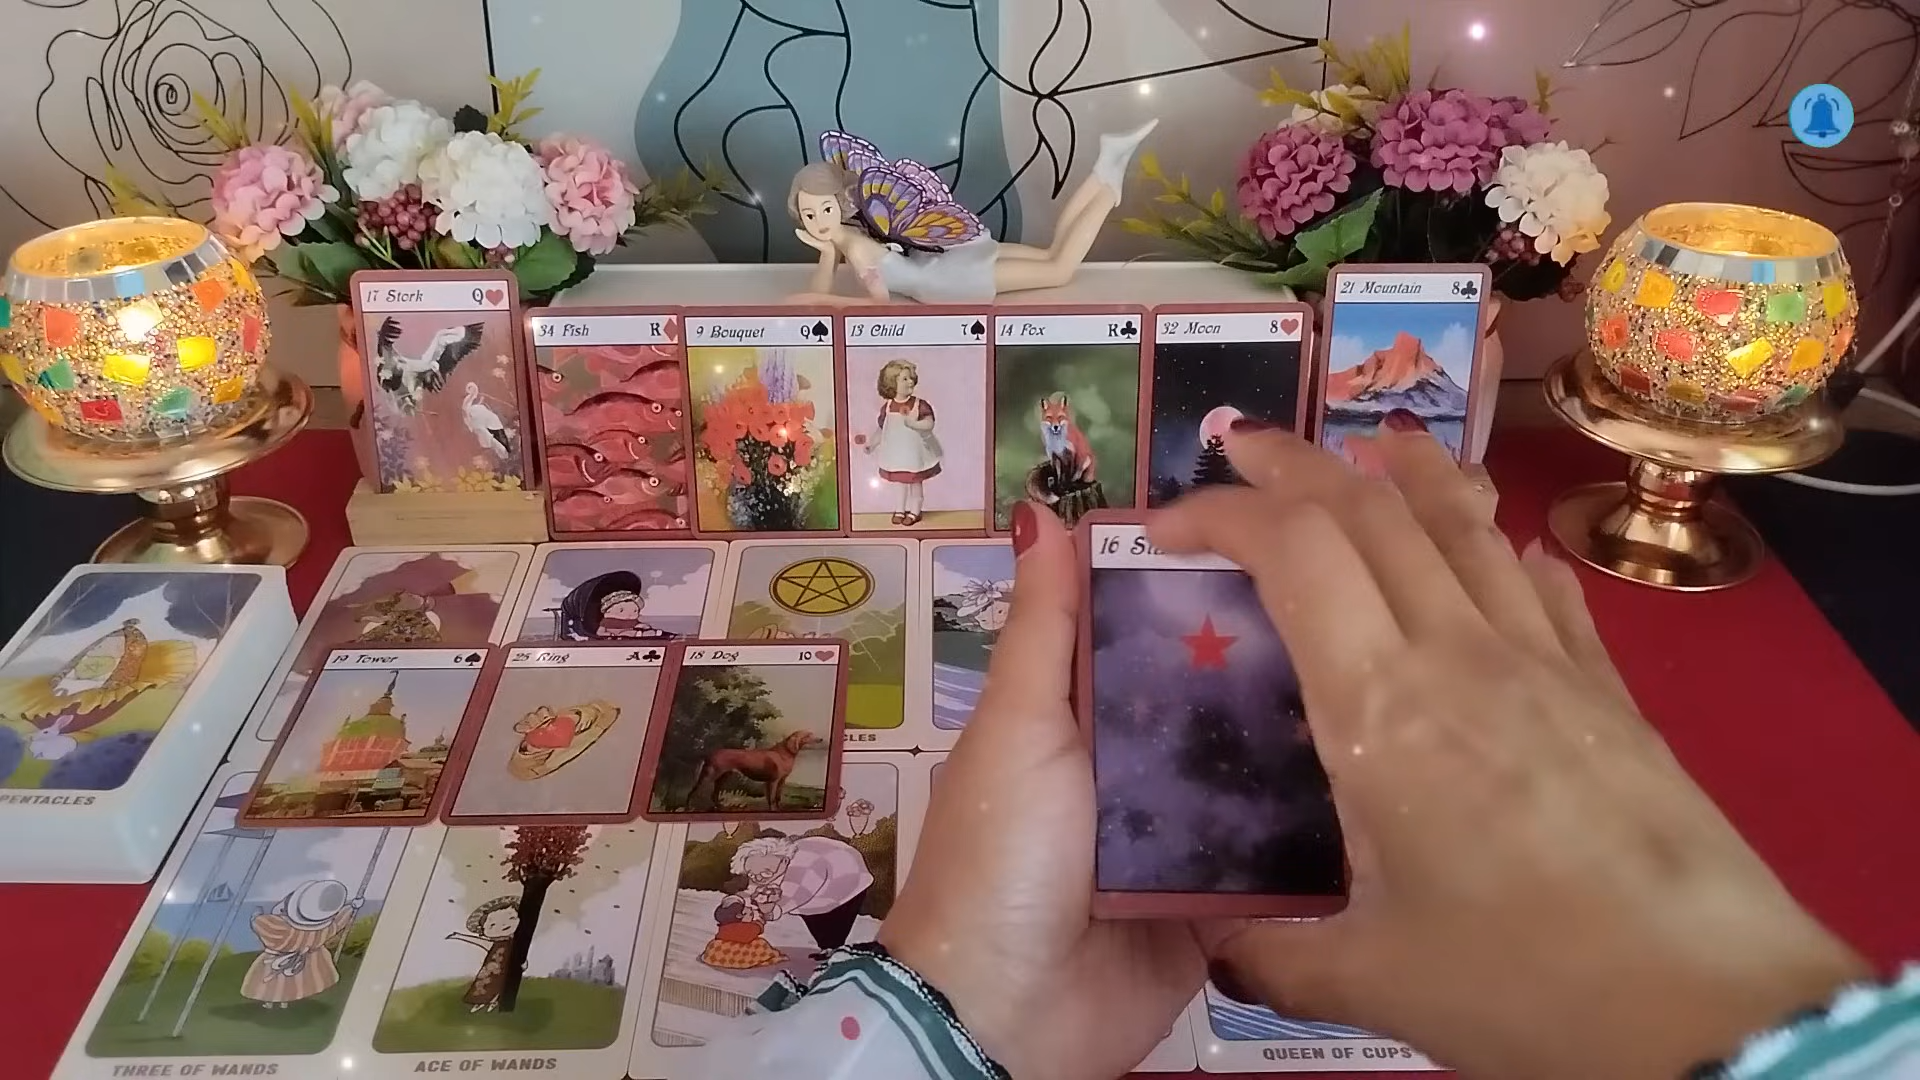 17 Stork Q
34 Fish K
9 Bouquet Q
13 Child 7
14 Fox K
32 Moon 8
21 Mountain 8
16
19 Tower 6
25 Ring A
18 Dog 10
CLES
PENTACLES
THREE OF WANDS
ACE OF WANDS
QUEEN OF CUPS